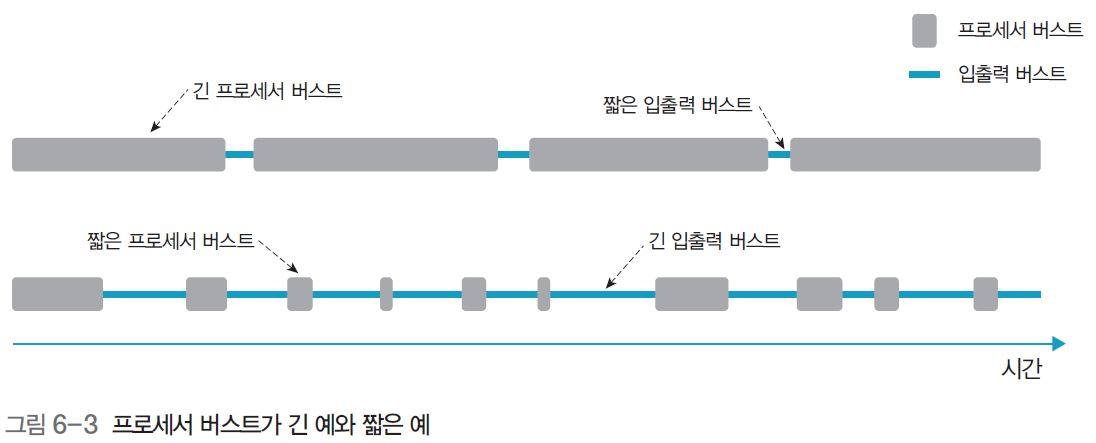 프로세서 버스트
입출력 버스트
긴 프로세서 버스트
짧은 입출력 버스트
짧은 프로세서 버스트
긴 입출력 버스트
시간
그림 6-3 프로세서 버스트가 긴 예와 짧은 예